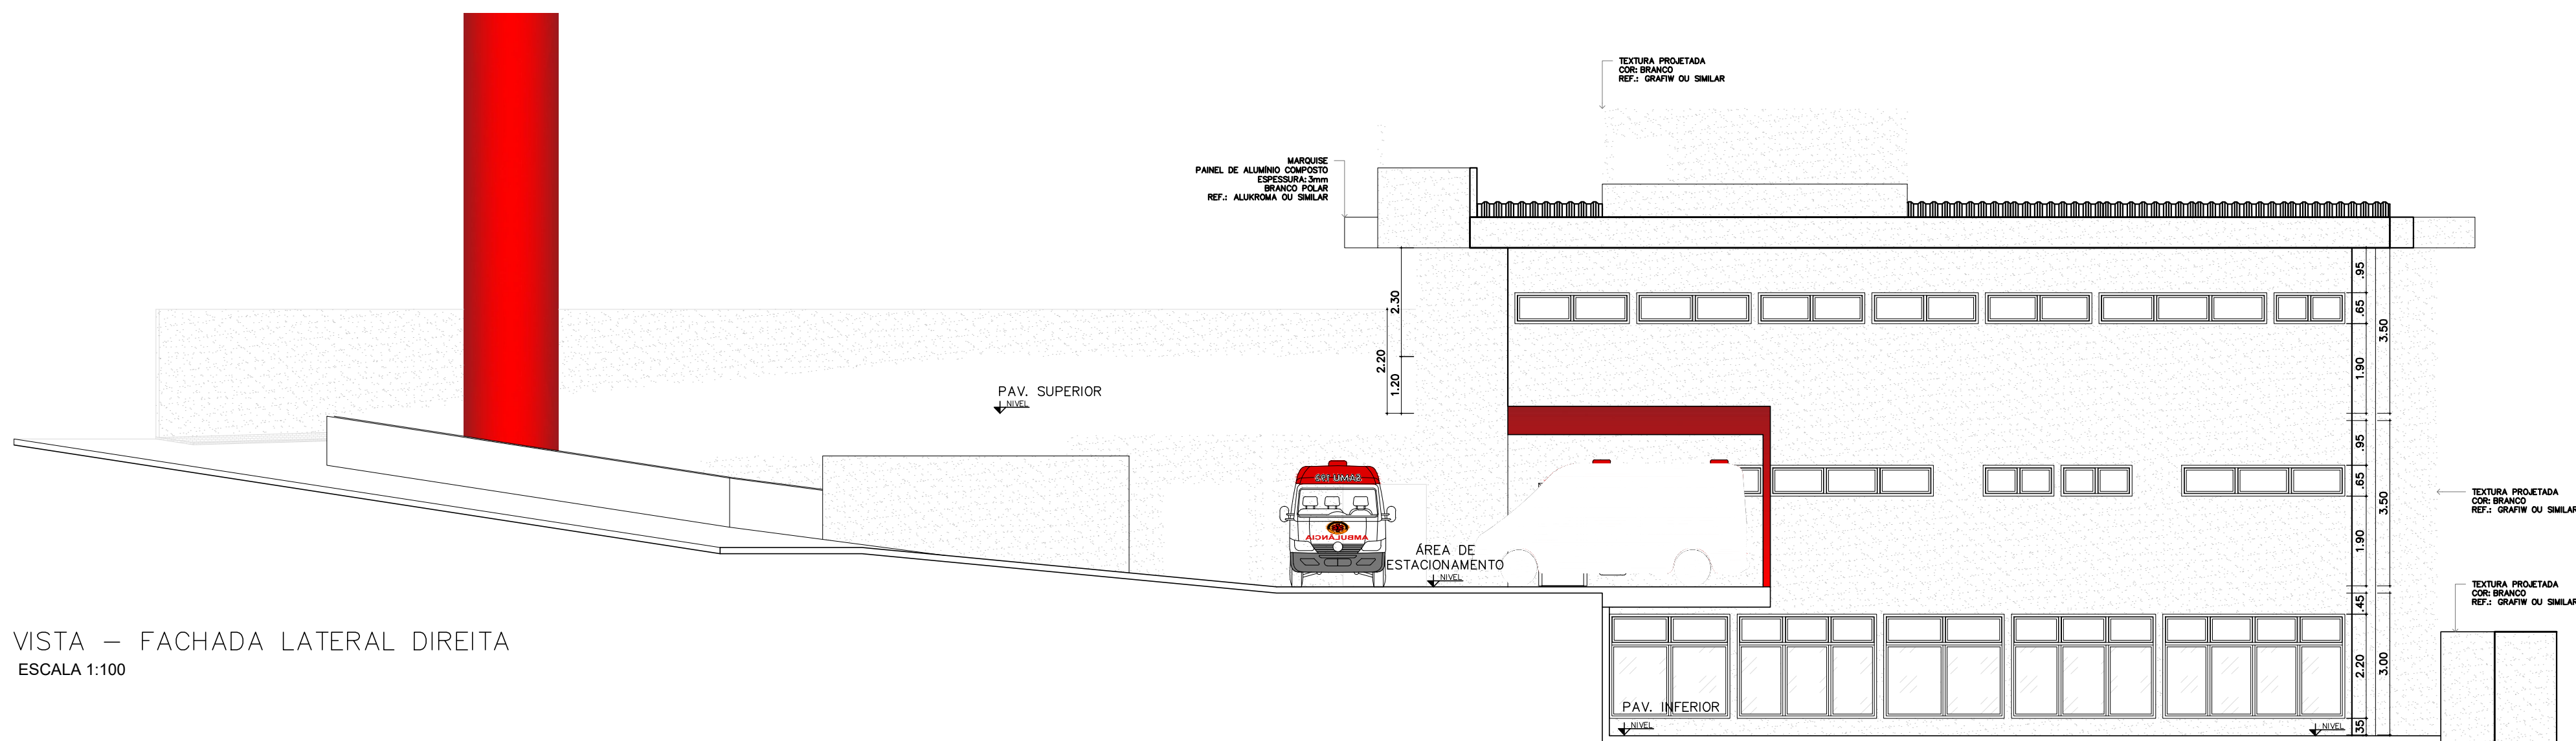 TEXTURA PROJETADA
COR: BRANCO
REF.: GRAFIW OU SIMILAR
MARQUISE
PAINEL DE ALUMÍNIO COMPOSTO
ESPESSURA: 3mm
BRANCO POLAR
REF.: ALUKROMA OU SIMILAR
.95
.65
1.90
3.50
2.30
2.20
1.20
PAV. SUPERIOR
NIVEL
.95
.65
1.90
3.50
SAMU 192
AMBULÂNCIA
ÁREA DE
ESTACIONAMENTO
NIVEL
TEXTURA PROJETADA
COR: BRANCO
REF.: GRAFIW OU SIMILAR
TEXTURA PROJETADA
COR: BRANCO
REF.: GRAFIW OU SIMILAR
.45
2.20
3.00
.35
PAV. INFERIOR
NIVEL
NIVEL
VISTA – FACHADA LATERAL DIREITA
ESCALA 1:100